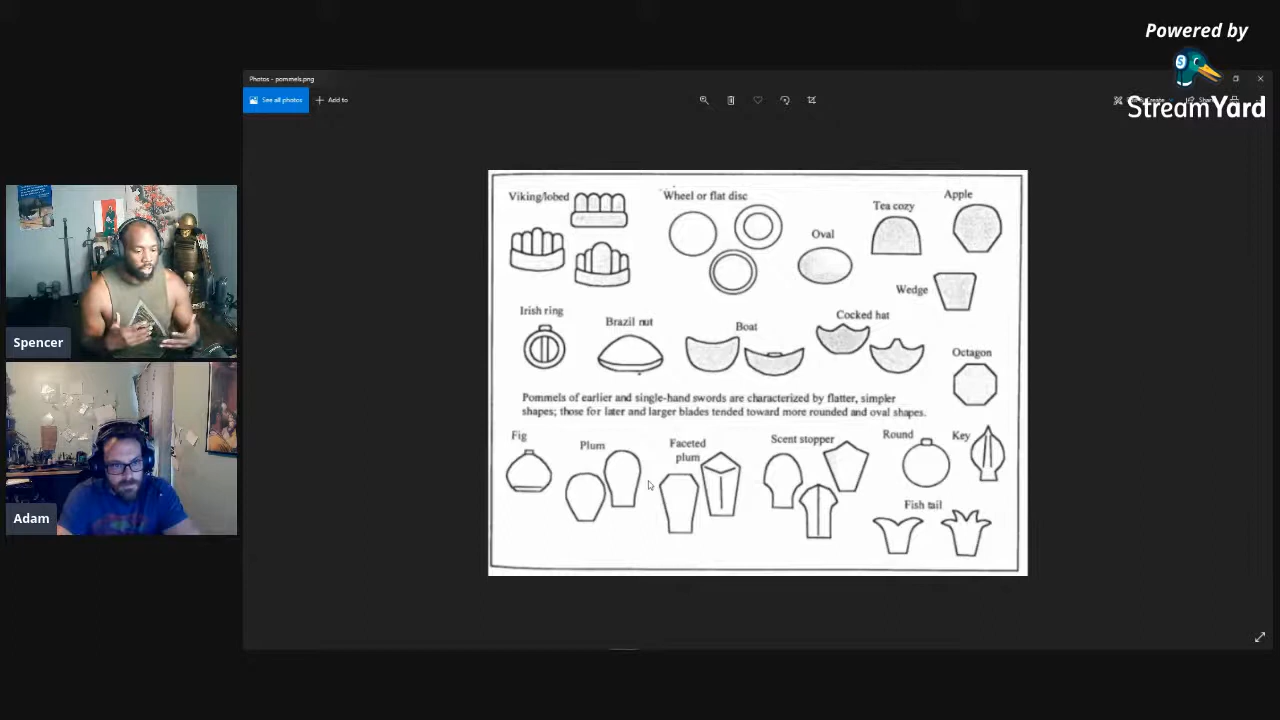 Powered by
StreamYard
Photos - pommels.png
See all photos
Add to
Viking/lobed
Wheel or flat disc
Apple
Tea cozy
Oval
Wedge
Irish ring
Brazil nut
Boat
Cocked hat
Octagon
Pommels of earlier and single-hand swords are characterized by flatter, simpler
shapes; those for later and larger blades tended toward more rounded and oval shapes.
Fig
Plum
Faceted
plum
Scent stopper
Round
Key
Fish tail
Spencer
Adam